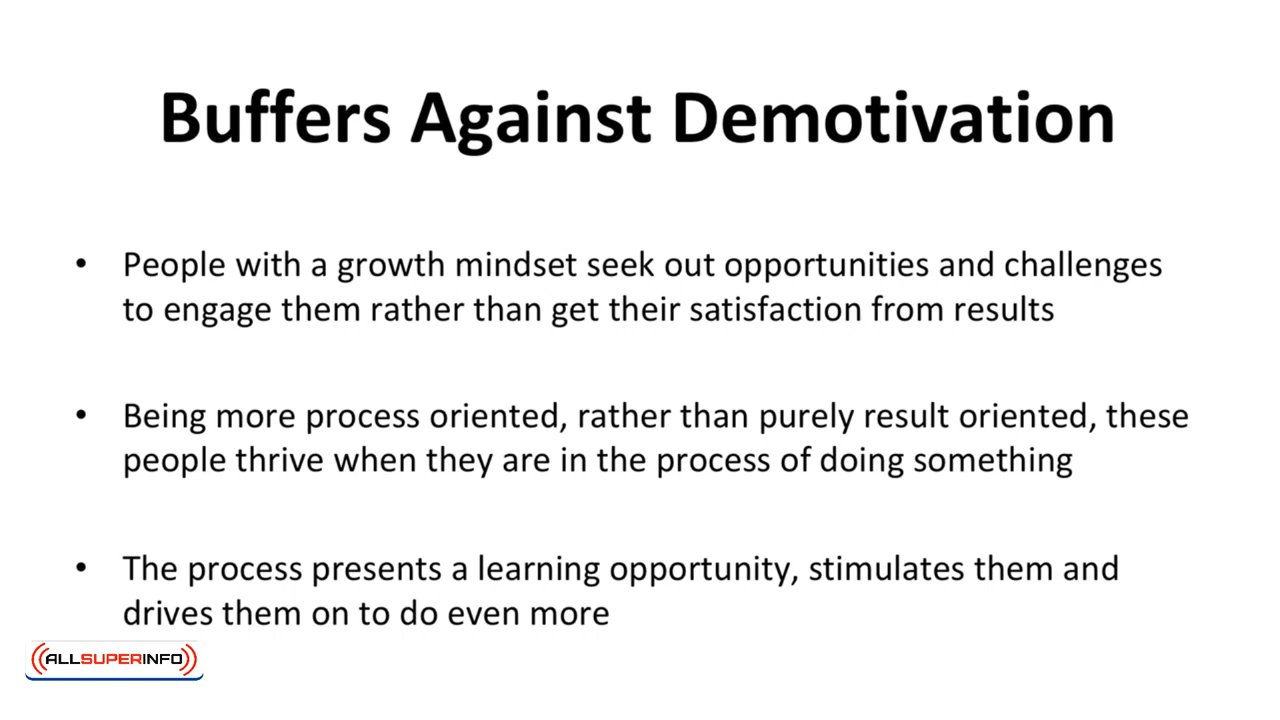 Buffers Against Demotivation
• People with a growth mindset seek out opportunities and challenges
to engage them rather than get their satisfaction from results
• Being more process oriented, rather than purely result oriented, these
people thrive when they are in the process of doing something
• The process presents a learning opportunity, stimulates them and
drives them on to do even more
ALLSUPERINFO